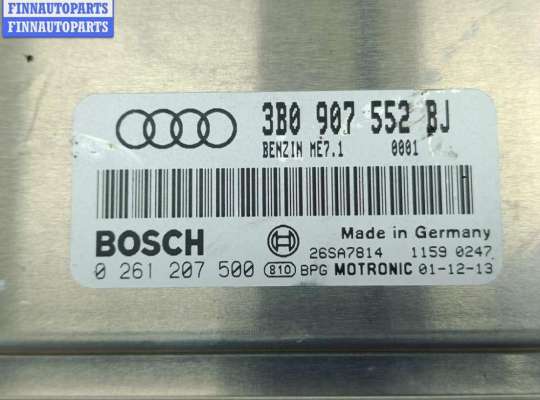 FINNAUTOPARTS
FINNAUTOPARTS
3B0 907 552 BJ
BENZIN ME7.1 0001
BOSCH
Made in Germany
26SA7814 1159 0247
0 261 207 500 810 BPG MOTRONIC 01-12-13